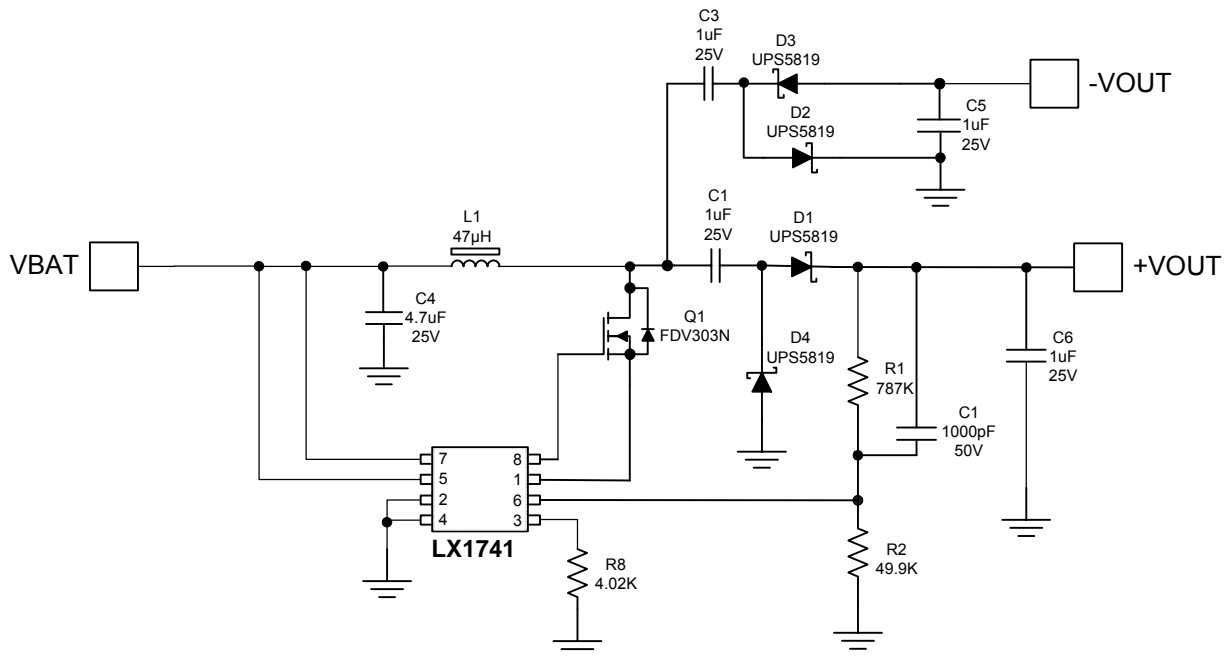 C3
1uF
25V
D3
UPS5819
-VOUT
C5
1uF
25V
D2
UPS5819
C1
1uF
25V
D1
UPS5819
L1
47µH
VBAT
+VOUT
C4
4.7uF
25V
Q1
FDV303N
D4
UPS5819
R1
787K
C6
1uF
25V
C1
1000pF
50V
7 8
5 1
2 6
4 3
LX1741
R8
4.02K
R2
49.9K